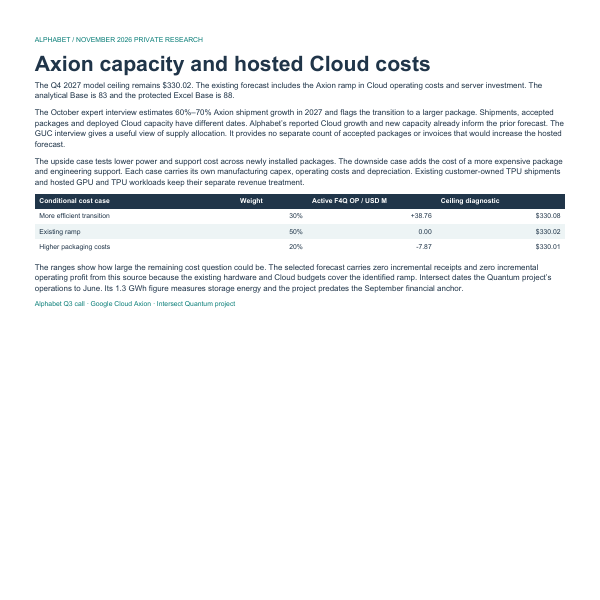 ALPHABET / NOVEMBER 2026 PRIVATE RESEARCH
Axion capacity and hosted Cloud costs
The Q4 2027 model ceiling remains $330.02. The existing forecast includes the Axion ramp in Cloud operating costs and server investment. The
analytical Base is 83 and the protected Excel Base is 88.
The October expert interview estimates 60%–70% Axion shipment growth in 2027 and flags the transition to a larger package. Shipments, accepted
packages and deployed Cloud capacity have different dates. Alphabet's reported Cloud growth and new capacity already inform the prior forecast. The
GUC interview gives a useful view of supply allocation. It provides no separate count of accepted packages or invoices that would increase the hosted
forecast.
The upside case tests lower power and support cost across newly installed packages. The downside case adds the cost of a more expensive package
and engineering support. Each case carries its own manufacturing capex, operating costs and depreciation. Existing customer-owned TPU shipments
and hosted GPU and TPU workloads keep their separate revenue treatment.
Conditional cost case Weight Active F4Q OP / USD M Ceiling diagnostic
More efficient transition 30% +38.76 $330.08
Existing ramp 50% 0.00 $330.02
Higher packaging costs 20% -7.87 $330.01
The ranges show how large the remaining cost question could be. The selected forecast carries zero incremental receipts and zero incremental
operating profit from this source because the existing hardware and Cloud budgets cover the identified ramp. Intersect dates the Quantum project's
operations to June. Its 1.3 GWh figure measures storage energy and the project predates the September financial anchor.
Alphabet Q3 call · Google Cloud Axion · Intersect Quantum project